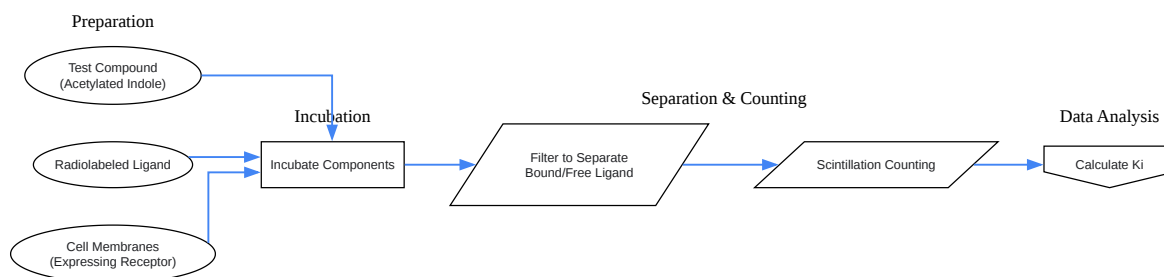 Preparation
Test Compound
(Acetylated Indole)
Radiolabeled Ligand
Cell Membranes
(Expressing Receptor)
Incubation
Incubate Components
Separation & Counting
Filter to Separate
Bound/Free Ligand
Scintillation Counting
Data Analysis
Calculate Ki